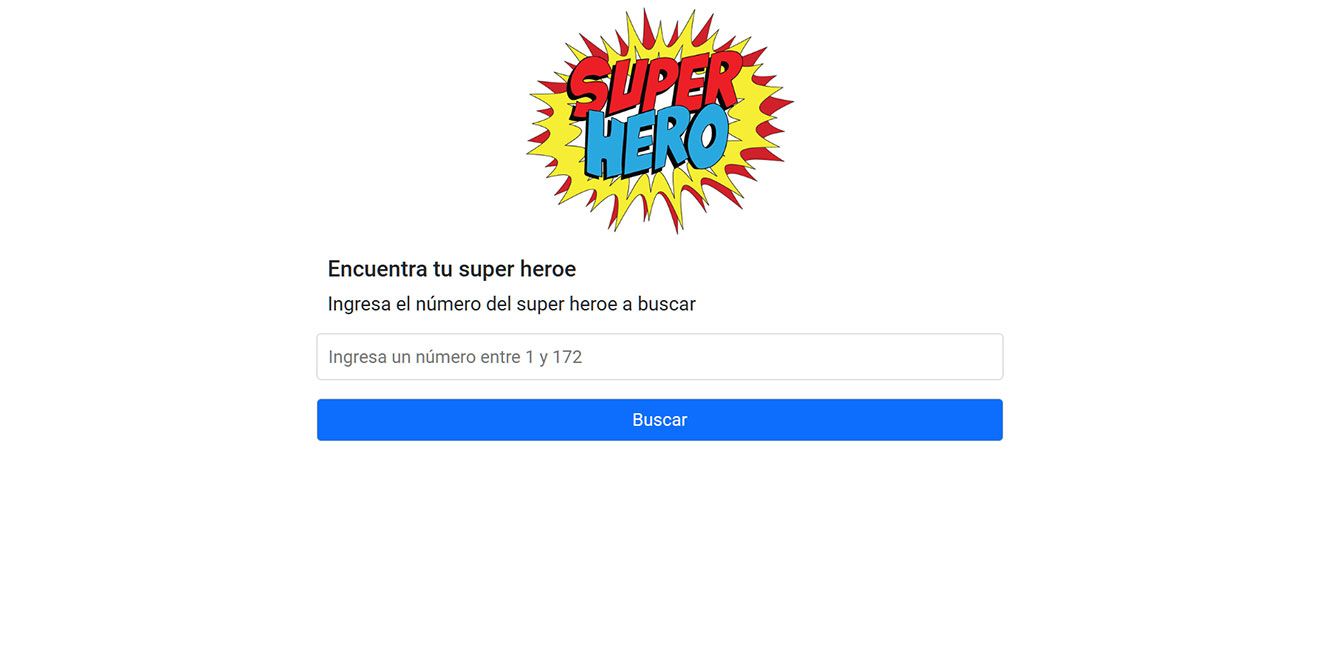 SUPER
HERO
Encuentra tu super heroe
Ingresa el número del super heroe a buscar
Ingresa un número entre 1 y 172
Buscar